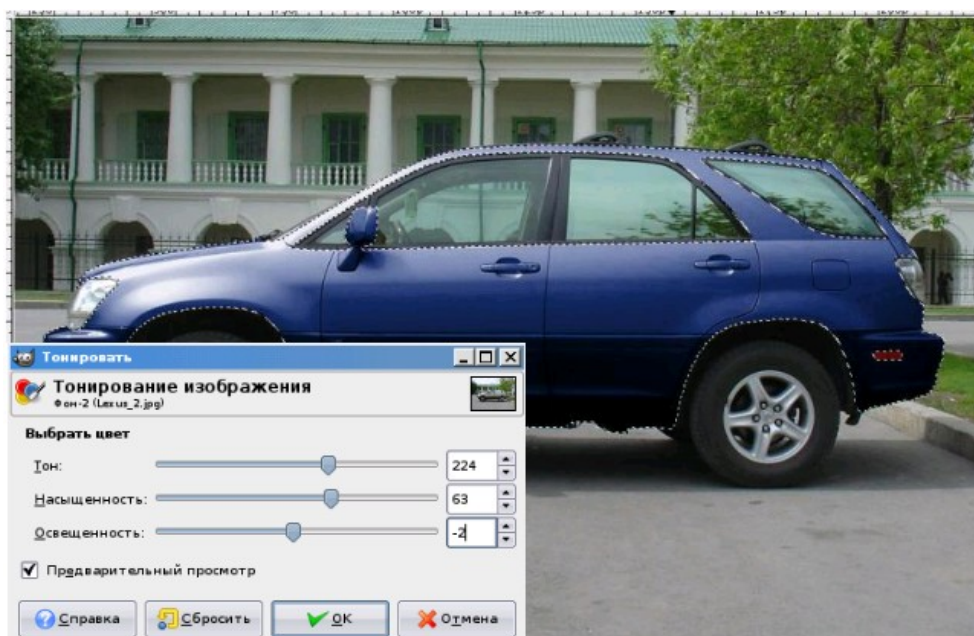 Тонировать
Тонирование изображения
Фон-2 (Lexus_2.jpg)
Выбрать цвет
Тон: 224
Насыщенность: 63
Освещенность: -2
Предварительный просмотр
Справка Сбросить OK Отмена